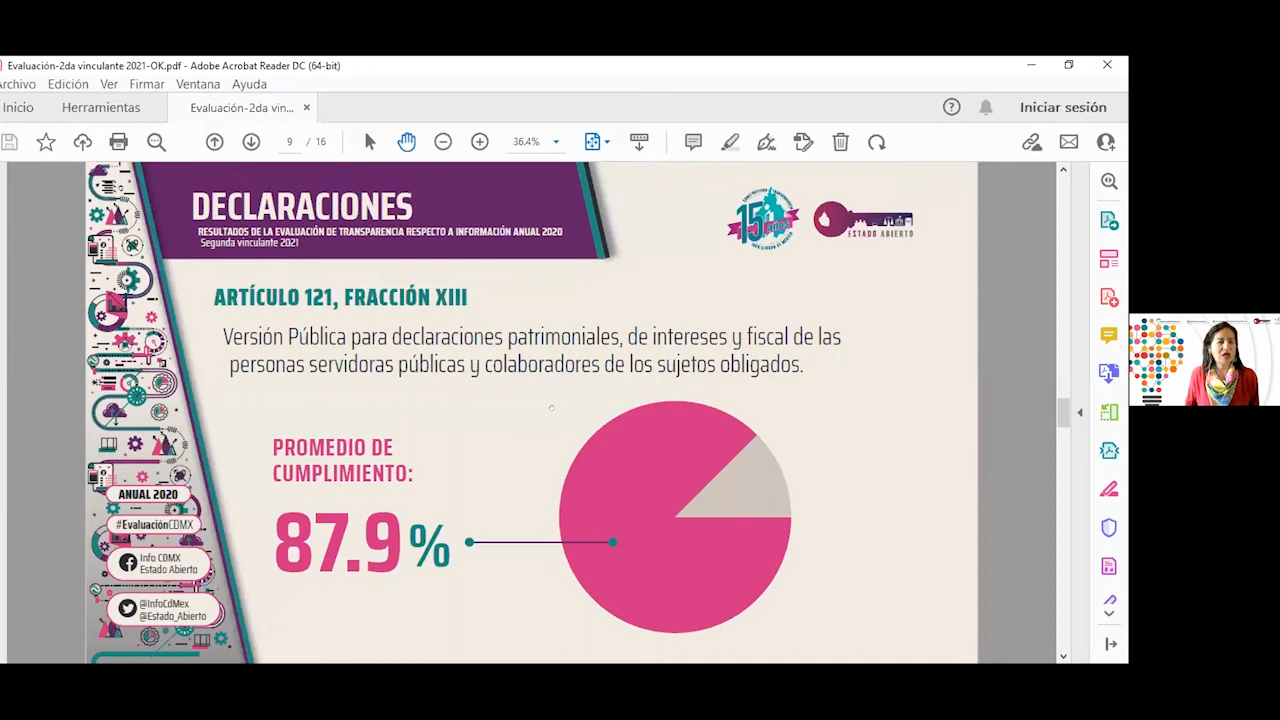 Evaluación-2da vinculante 2021-OK.pdf - Adobe Acrobat Reader DC (64-bit)
Archivo Edición Ver Firmar Ventana Ayuda
Inicio Herramientas Evaluación-2da vin... × Iniciar sesión
9 / 16 36.4%
DECLARACIONES
RESULTADOS DE LA EVALUACIÓN DE TRANSPARENCIA RESPECTO A INFORMACIÓN ANUAL 2020
Segunda vinculante 2021
15 AÑOS
ESTADO ABIERTO
ARTÍCULO 121, FRACCIÓN XIII
Versión Pública para declaraciones patrimoniales, de intereses y fiscal de las
personas servidoras públicas y colaboradores de los sujetos obligados.
PROMEDIO DE
CUMPLIMIENTO:
87.9%
ANUAL 2020
#EvaluaciónCDMX
Info CDMX
Estado Abierto
@InfoCdMex
@Estado_Abierto